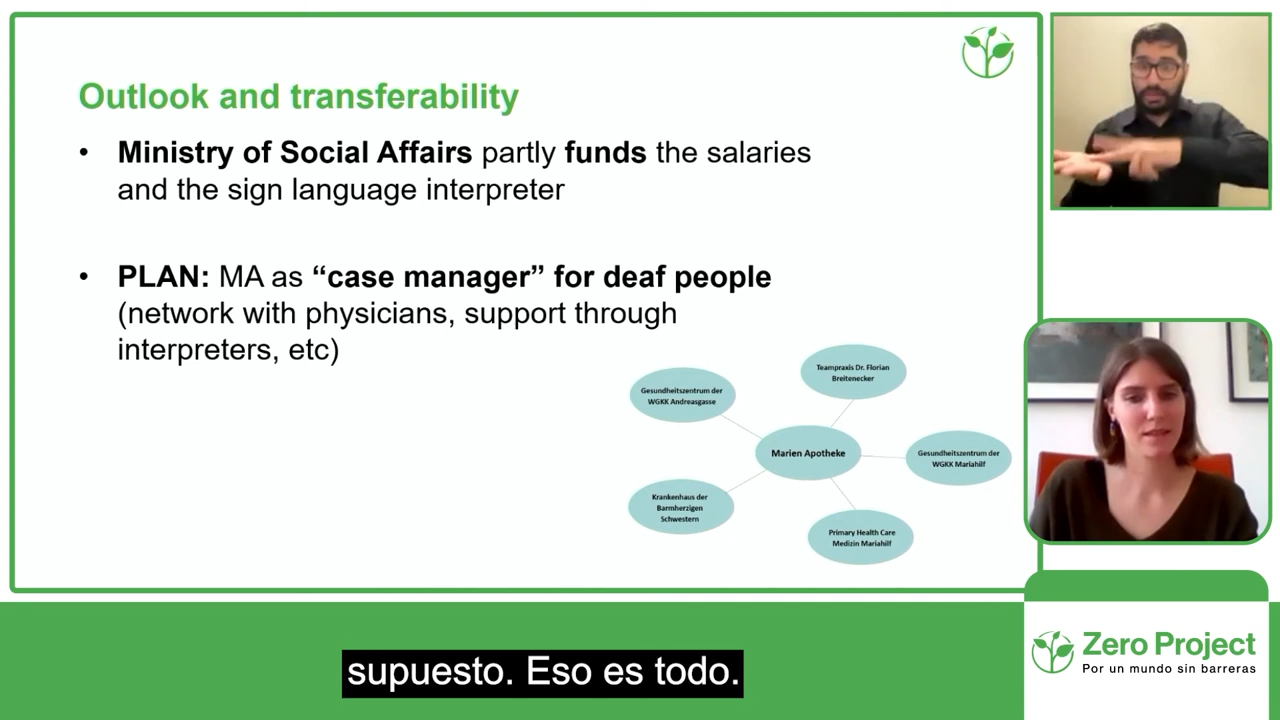 Outlook and transferability
• Ministry of Social Affairs partly funds the salaries
and the sign language interpreter
• PLAN: MA as “case manager” for deaf people
(network with physicians, support through
interpreters, etc)
Teampraxis Dr. Florian
Breitenecker
Gesundheitszentrum der
WGKK Andreasgasse
Marien Apotheke
Gesundheitszentrum der
WGKK Mariahilf
Krankenhaus der
Barmherzigen
Schwestern
Primary Health Care
Medizin Mariahilf
Zero Project
Por un mundo sin barreras
supuesto. Eso es todo.